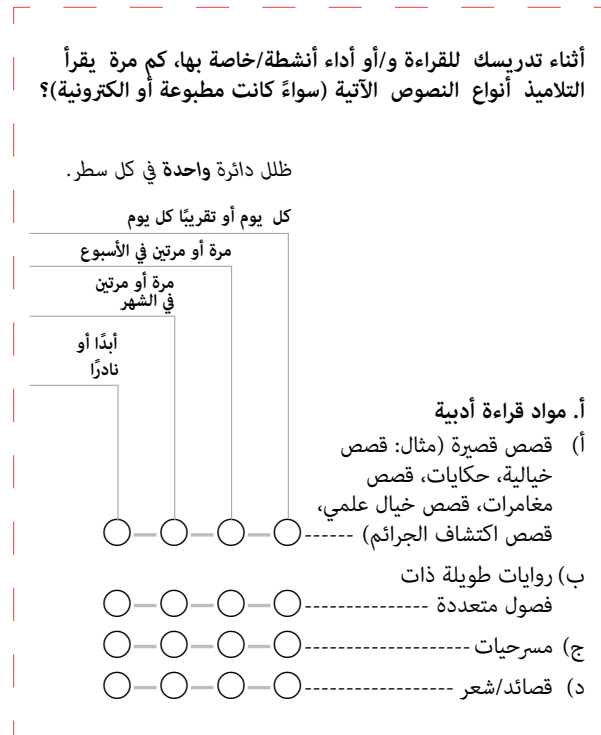 أثناء تدريسك للقراءة و/أو أداء أنشطة/خاصة بها، كم مرة يقرأ
التلاميذ أنواع النصوص الآتية (سواءً كانت مطبوعة أو الكترونية)؟
ظلل دائرة واحدة في كل سطر.
كل يوم أو تقريبًا كل يوم
مرة أو مرتين في الأسبوع
مرة أو مرتين
في الشهر
أبدًا أو
نادرًا
أ. مواد قراءة أدبية
أ) قصص قصيرة (مثال: قصص
خيالية، حكايات، قصص
مغامرات، قصص خيال علمي،
قصص اكتشاف الجرائم) ------
ب) روايات طويلة ذات
فصول متعددة ---------------
ج) مسرحيات -------------------
د) قصائد/شعر -----------------